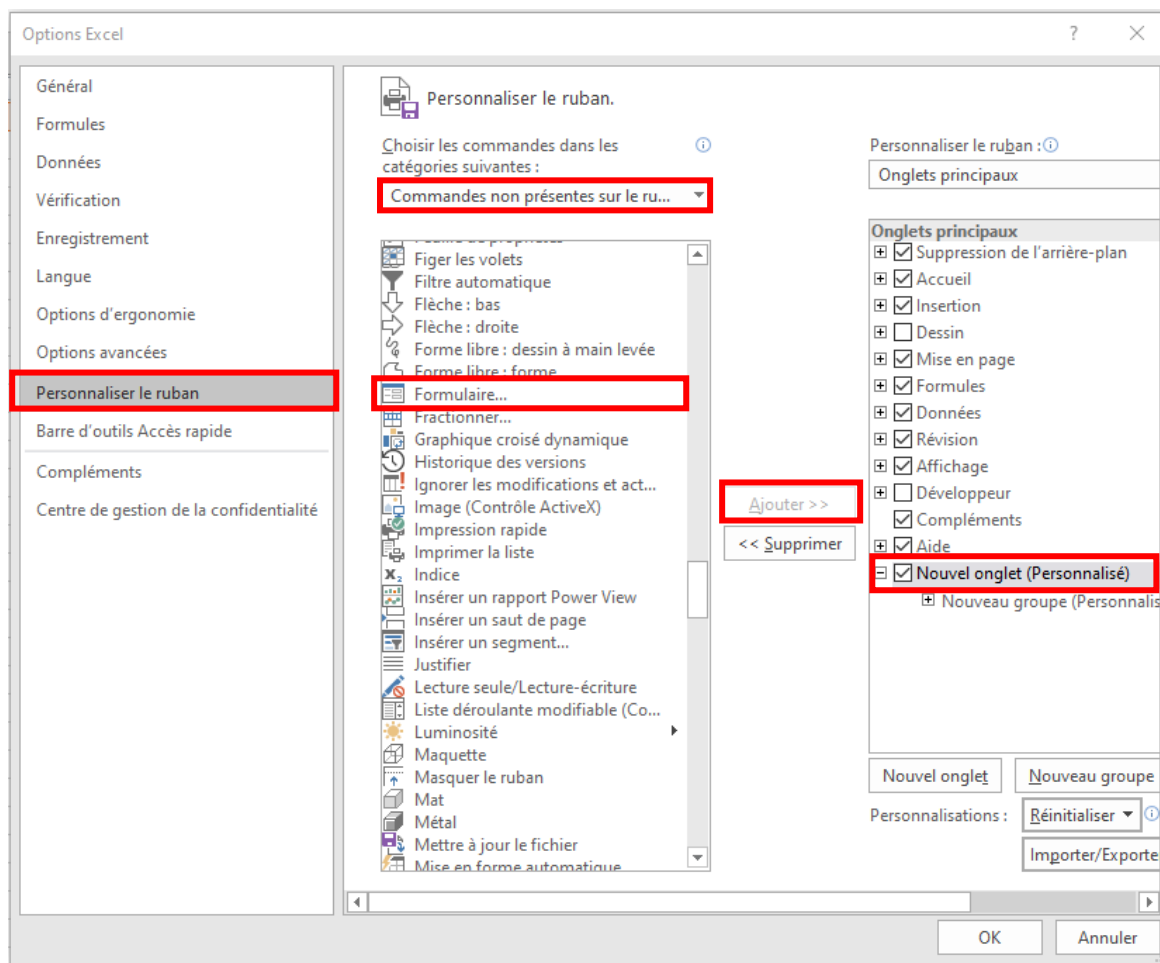 Options Excel
?
Général
Formules
Données
Vérification
Enregistrement
Langue
Options d'ergonomie
Options avancées
Personnaliser le ruban
Barre d'outils Accès rapide
Compléments
Centre de gestion de la confidentialité
Personnaliser le ruban.
Choisir les commandes dans les
catégories suivantes :
Commandes non présentes sur le ru...
Figer les volets
Filtre automatique
Flèche : bas
Flèche : droite
Forme libre : dessin à main levée
Forme libre : forme
Formulaire...
Fractionner...
Graphique croisé dynamique
Historique des versions
Ignorer les modifications et act...
Image (Contrôle ActiveX)
Impression rapide
Imprimer la liste
Indice
Insérer un rapport Power View
Insérer un saut de page
Insérer un segment...
Justifier
Lecture seule/Lecture-écriture
Liste déroulante modifiable (Co...
Luminosité
Maquette
Masquer le ruban
Mat
Métal
Mettre à jour le fichier
Mise en forme automatique
Ajouter >>
<< Supprimer
Personnaliser le ruban :
Onglets principaux
Onglets principaux
Suppression de l'arrière-plan
Accueil
Insertion
Dessin
Mise en page
Formules
Données
Révision
Affichage
Développeur
Compléments
Aide
Nouvel onglet (Personnalisé)
Nouveau groupe (Personnalis
Nouvel onglet
Nouveau groupe
Personnalisations :
Réinitialiser
Importer/Exporte
OK
Annuler